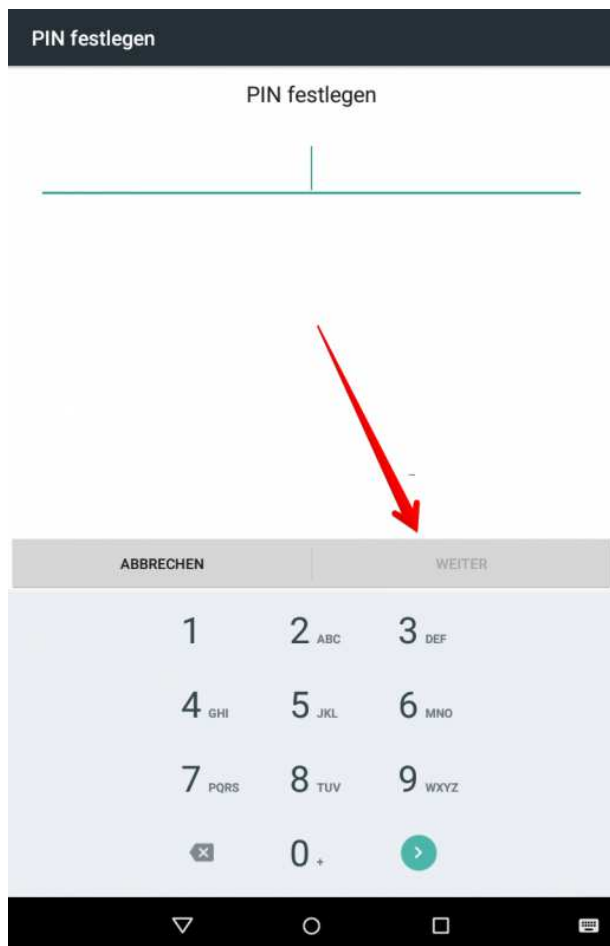 PIN festlegen
PIN festlegen
ABBRECHEN WEITER
1 2 ABC 3 DEF
4 GHI 5 JKL 6 MNO
7 PQRS 8 TUV 9 WXYZ
0 +